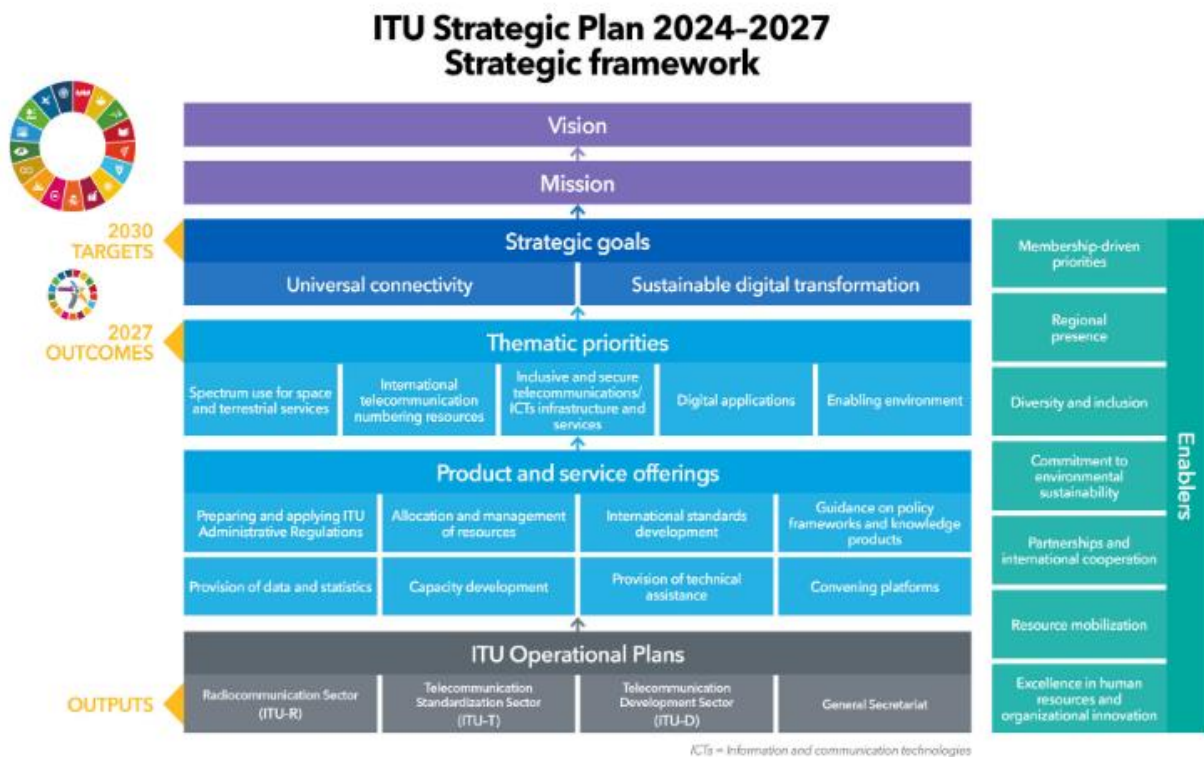 ITU Strategic Plan 2024–2027
Strategic framework
Vision
Mission
2030
TARGETS
Strategic goals
Universal connectivity
Sustainable digital transformation
2027
OUTCOMES
Thematic priorities
Spectrum use for space
and terrestrial services
International
telecommunication
numbering resources
Inclusive and secure
telecommunications/
ICTs infrastructure and
services
Digital applications
Enabling environment
Product and service offerings
Preparing and applying ITU
Administrative Regulations
Allocation and management
of resources
International standards
development
Guidance on policy
frameworks and knowledge
products
Provision of data and statistics
Capacity development
Provision of technical
assistance
Convening platforms
ITU Operational Plans
OUTPUTS
Radiocommunication Sector
(ITU-R)
Telecommunication
Standardization Sector
(ITU-T)
Telecommunication
Development Sector
(ITU-D)
General Secretariat
Membership-driven
priorities
Regional
presence
Diversity and inclusion
Commitment to
environmental
sustainability
Partnerships and
international cooperation
Resource mobilization
Excellence in human
resources and
organizational innovation
Enablers
ICTs = Information and communication technologies